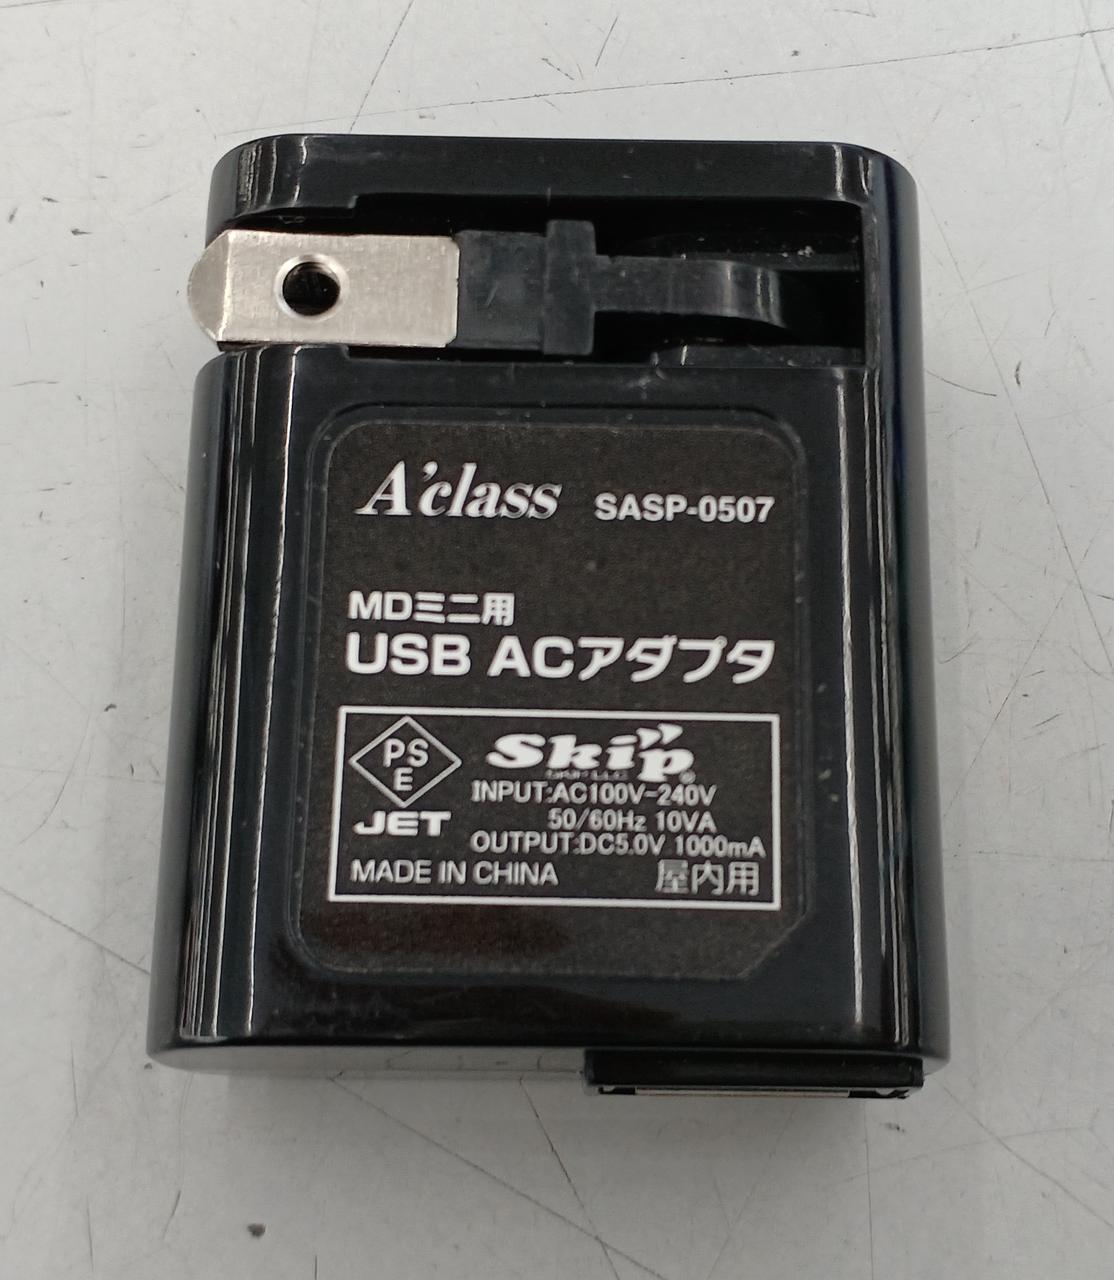 A'class SASP-0507
MDミニ用
USB ACアダプタ
PS
E
JET
Skip
INPUT:AC100V-240V
50/60Hz 10VA
OUTPUT:DC5.0V 1000mA
MADE IN CHINA 屋内用